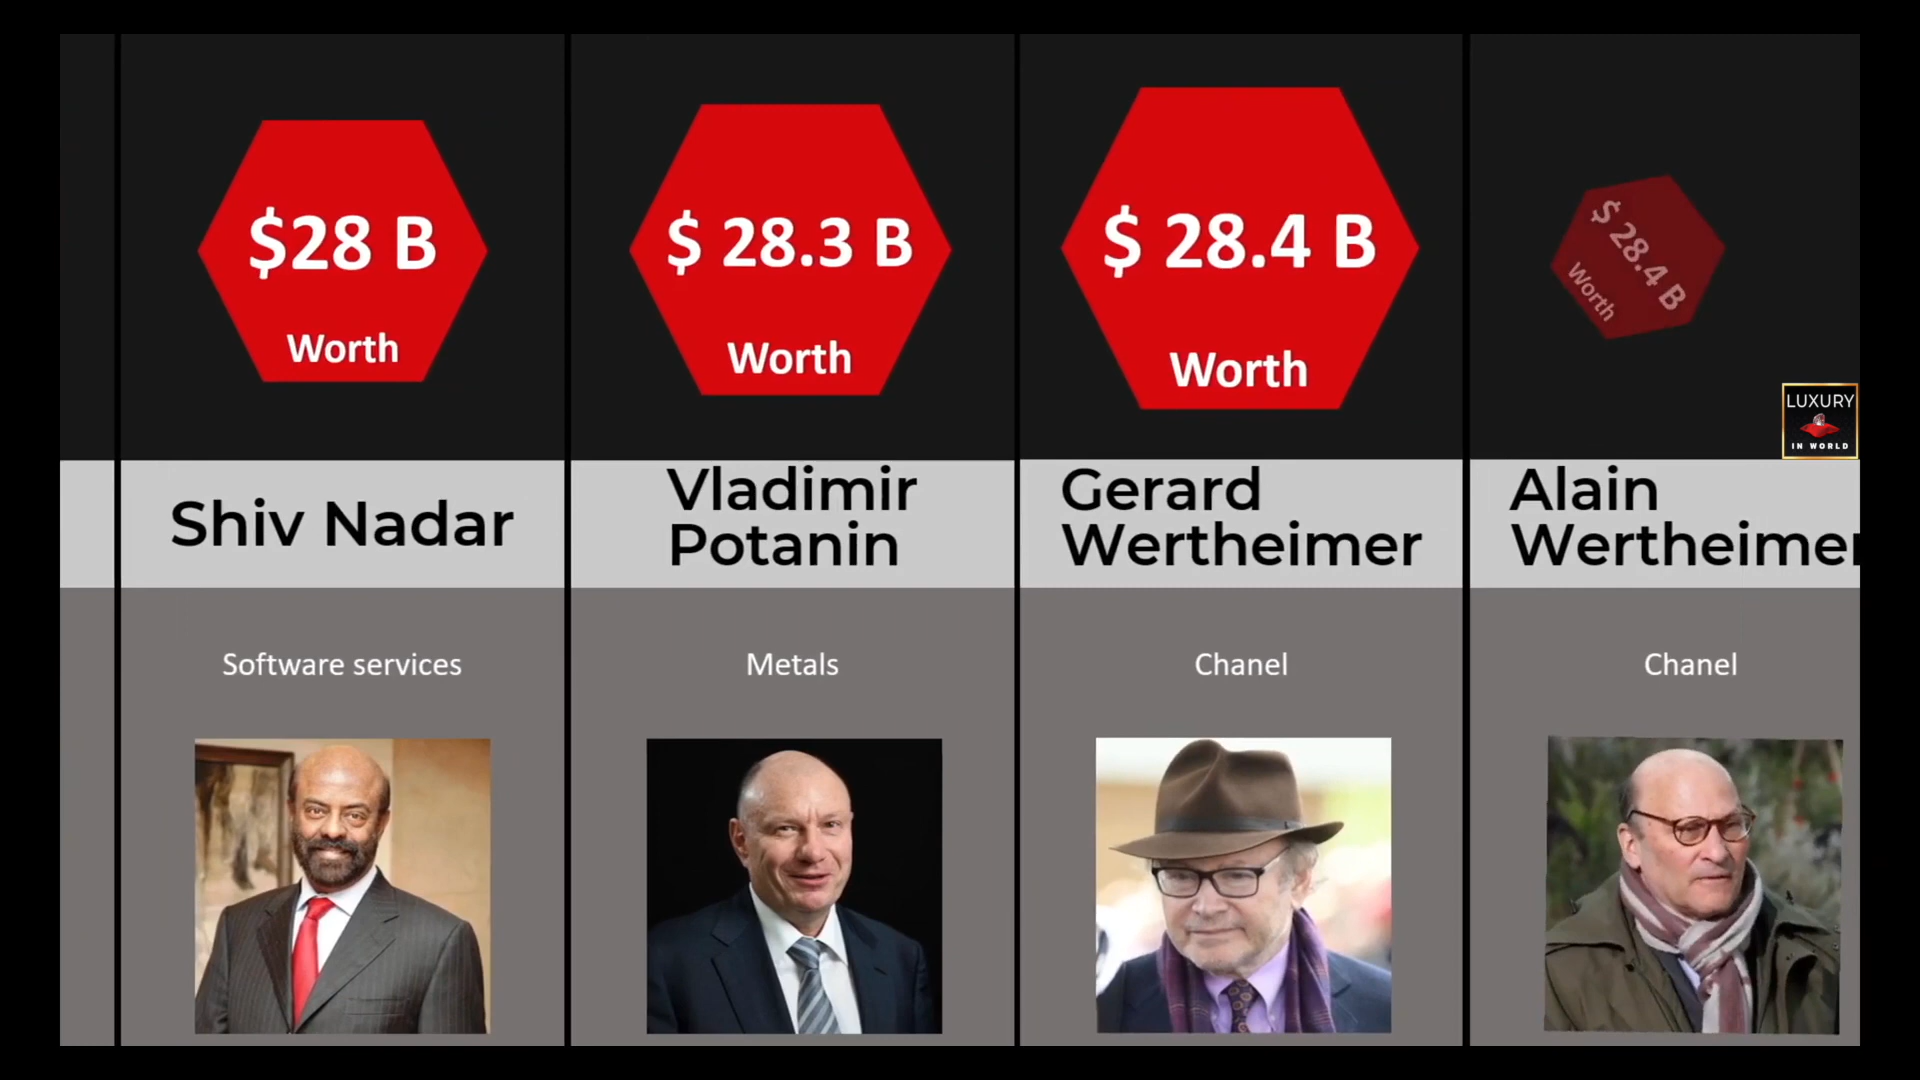 $28 B
Worth
Shiv Nadar
Software services
$ 28.3 B
Worth
Vladimir
Potanin
Metals
$ 28.4 B
Worth
Gerard
Wertheimer
Chanel
$ 28.4 B
Worth
Alain
Wertheimer
Chanel
LUXURY
IN WORLD